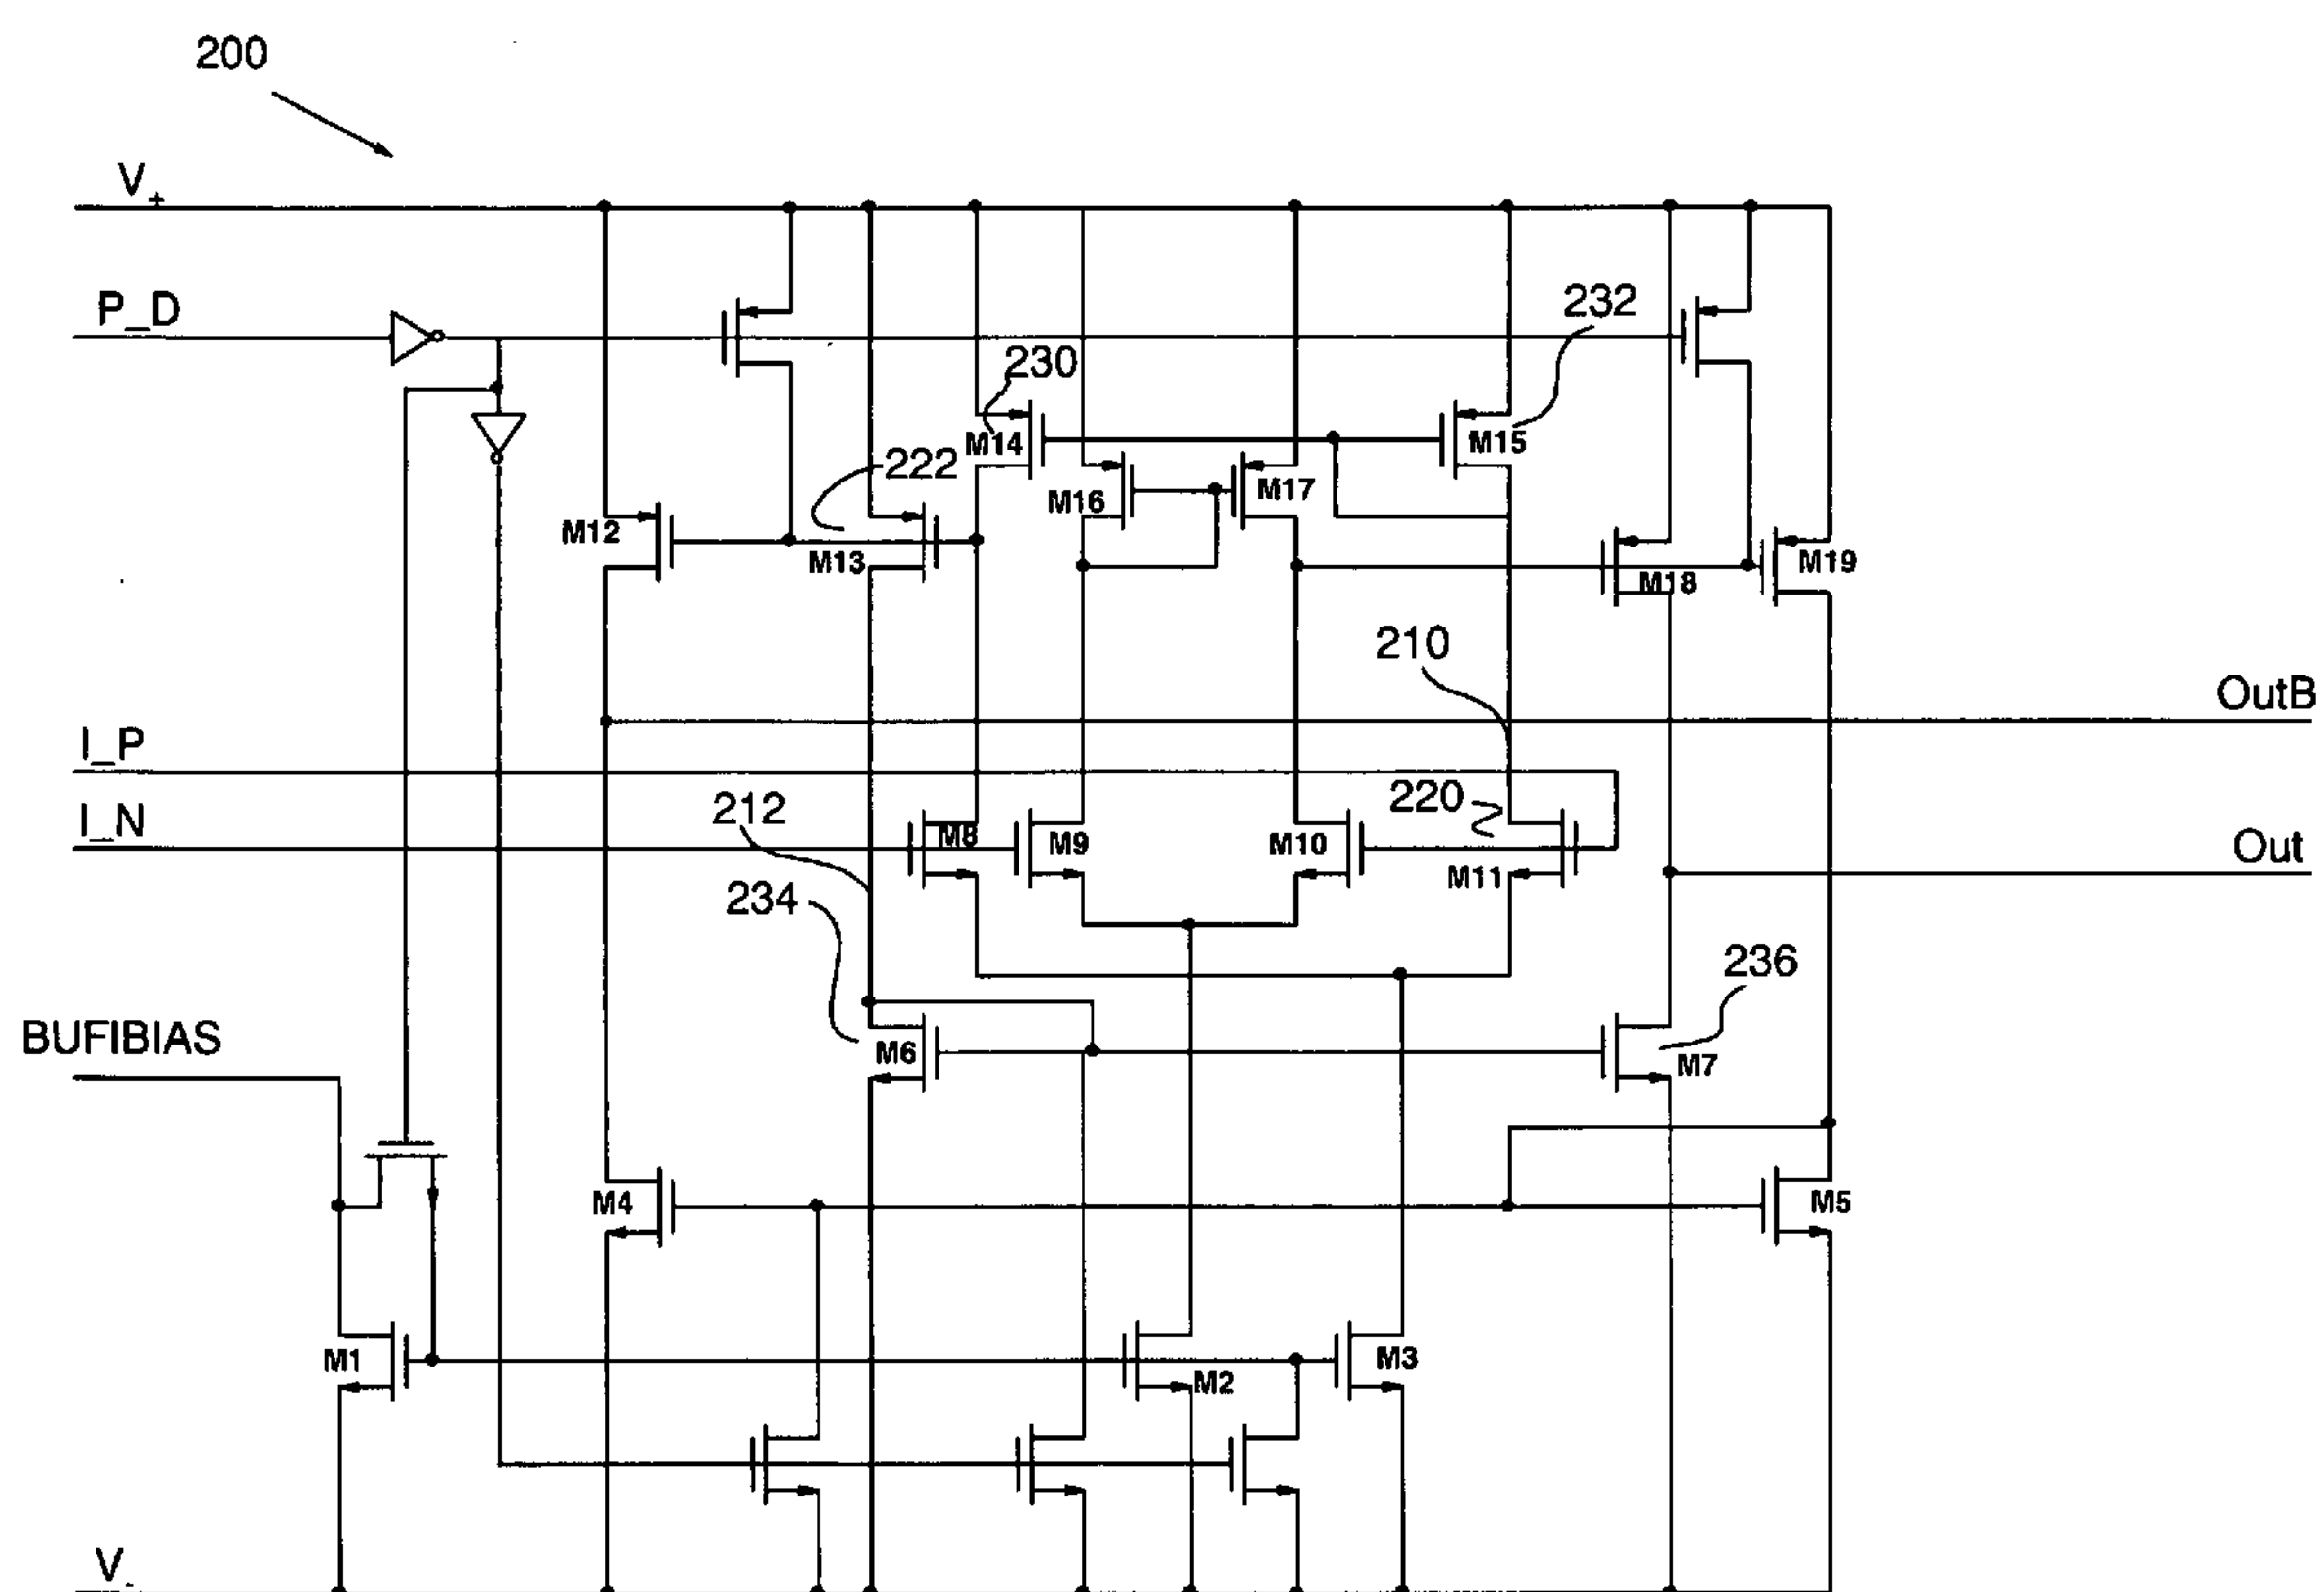 200
V+
P_D
232
230
M14
M15
222
M16
M17
M12
M13
M19
M18
210
OutB
I_P
220
212
I_N
M8
M9
M10
Out
M11
234
236
BUFIBIAS
M6
M7
M4
M5
M1
M3
M2
V-